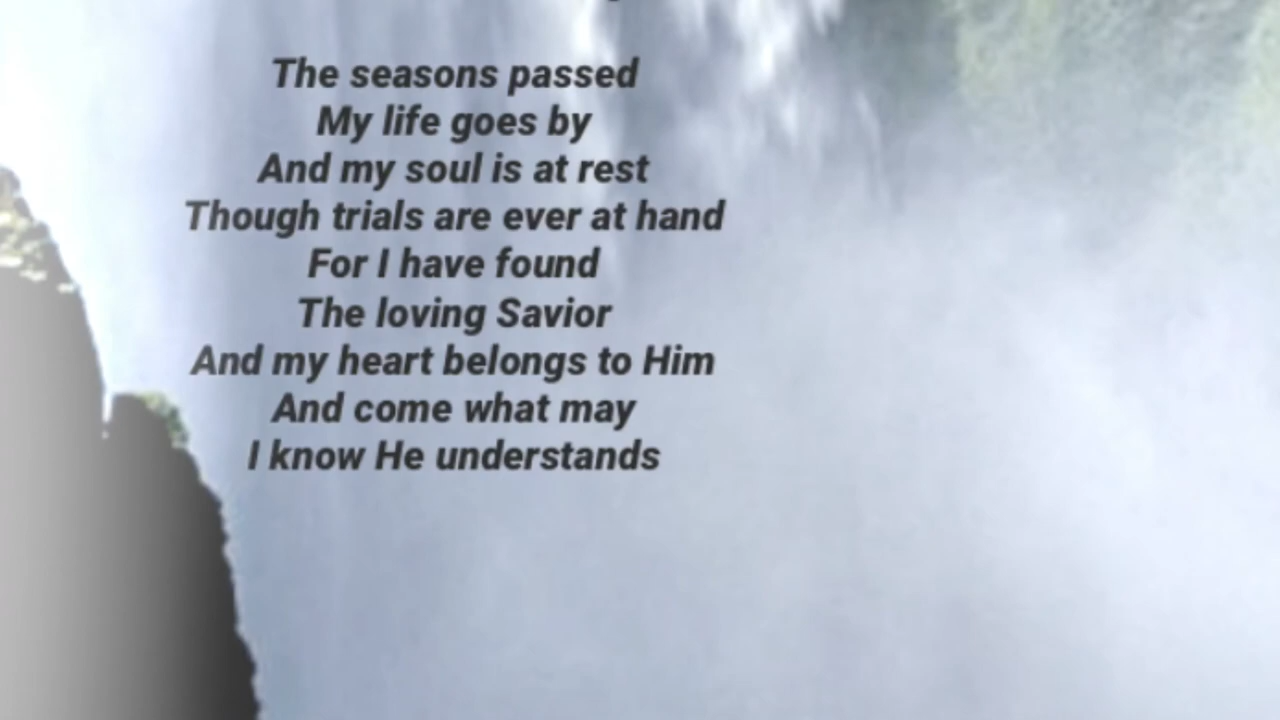 The seasons passed
My life goes by
And my soul is at rest
Though trials are ever at hand
For I have found
The loving Savior
And my heart belongs to Him
And come what may
I know He understands